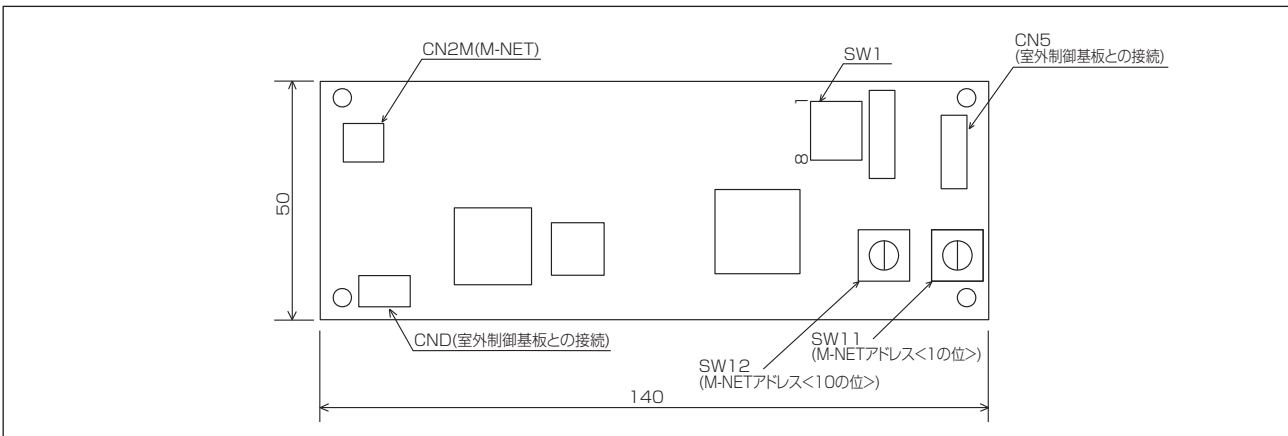 CN2M(M-NET)
SW1
CN5
(室外制御基板との接続)
1
8
50
CND(室外制御基板との接続)
SW11
(M-NETアドレス<1の位>)
SW12
(M-NETアドレス<10の位>)
140